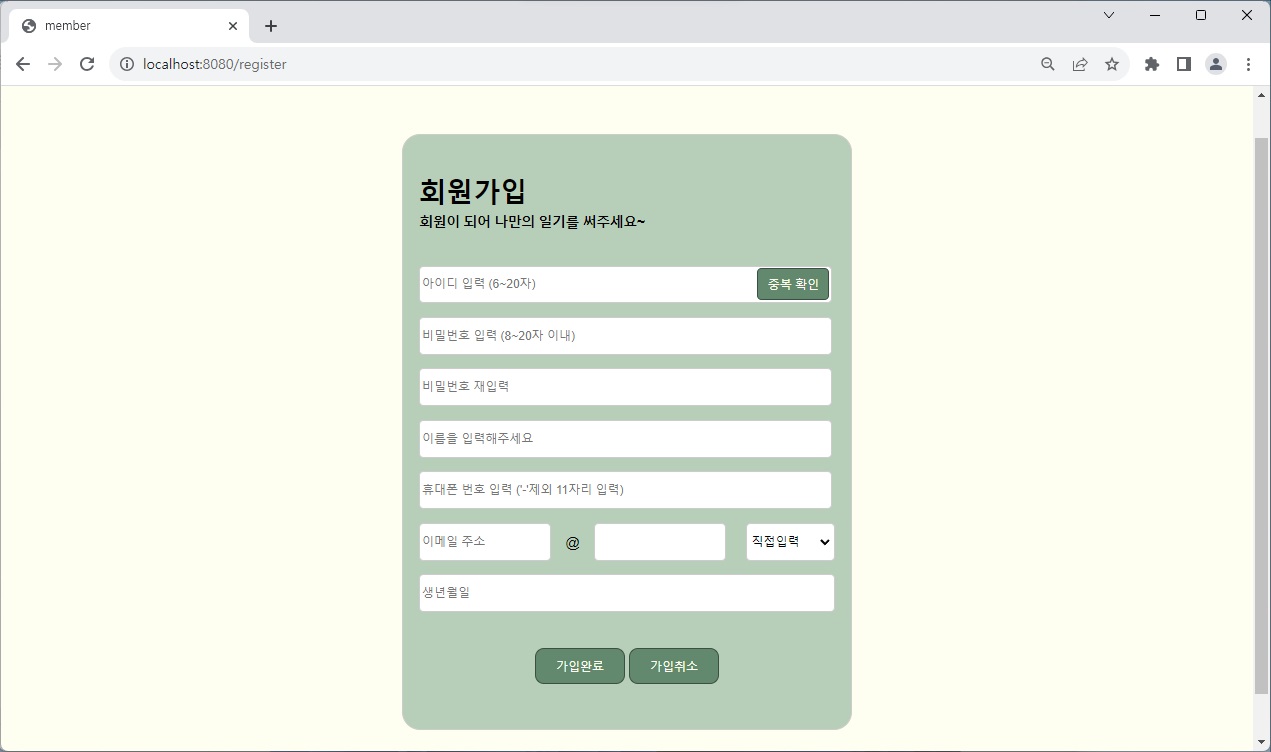 member
localhost:8080/register
회원가입
회원이 되어 나만의 일기를 써주세요~
아이디 입력 (6~20자)
중복 확인
비밀번호 입력 (8~20자 이내)
비밀번호 재입력
이름을 입력해주세요
휴대폰 번호 입력 ('-'제외 11자리 입력)
이메일 주소 @ 직접입력
생년월일
가입완료 가입취소